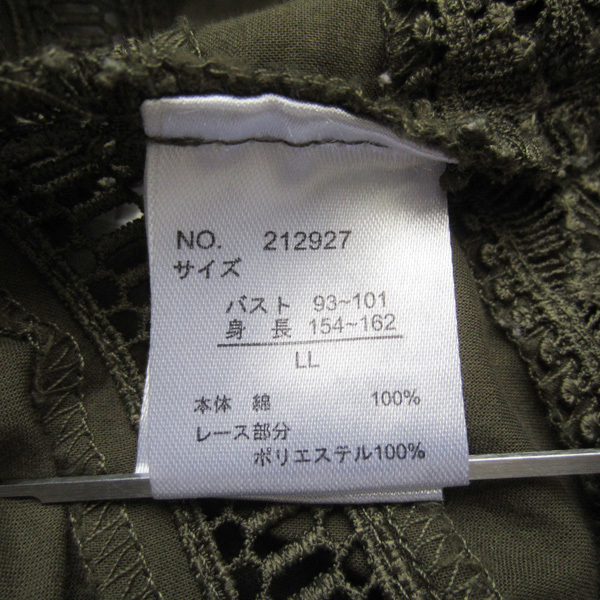 NO. 212927
サイズ
バスト 93~101
身 長 154~162
LL
本体 綿 100%
レース部分
ポリエステル100%